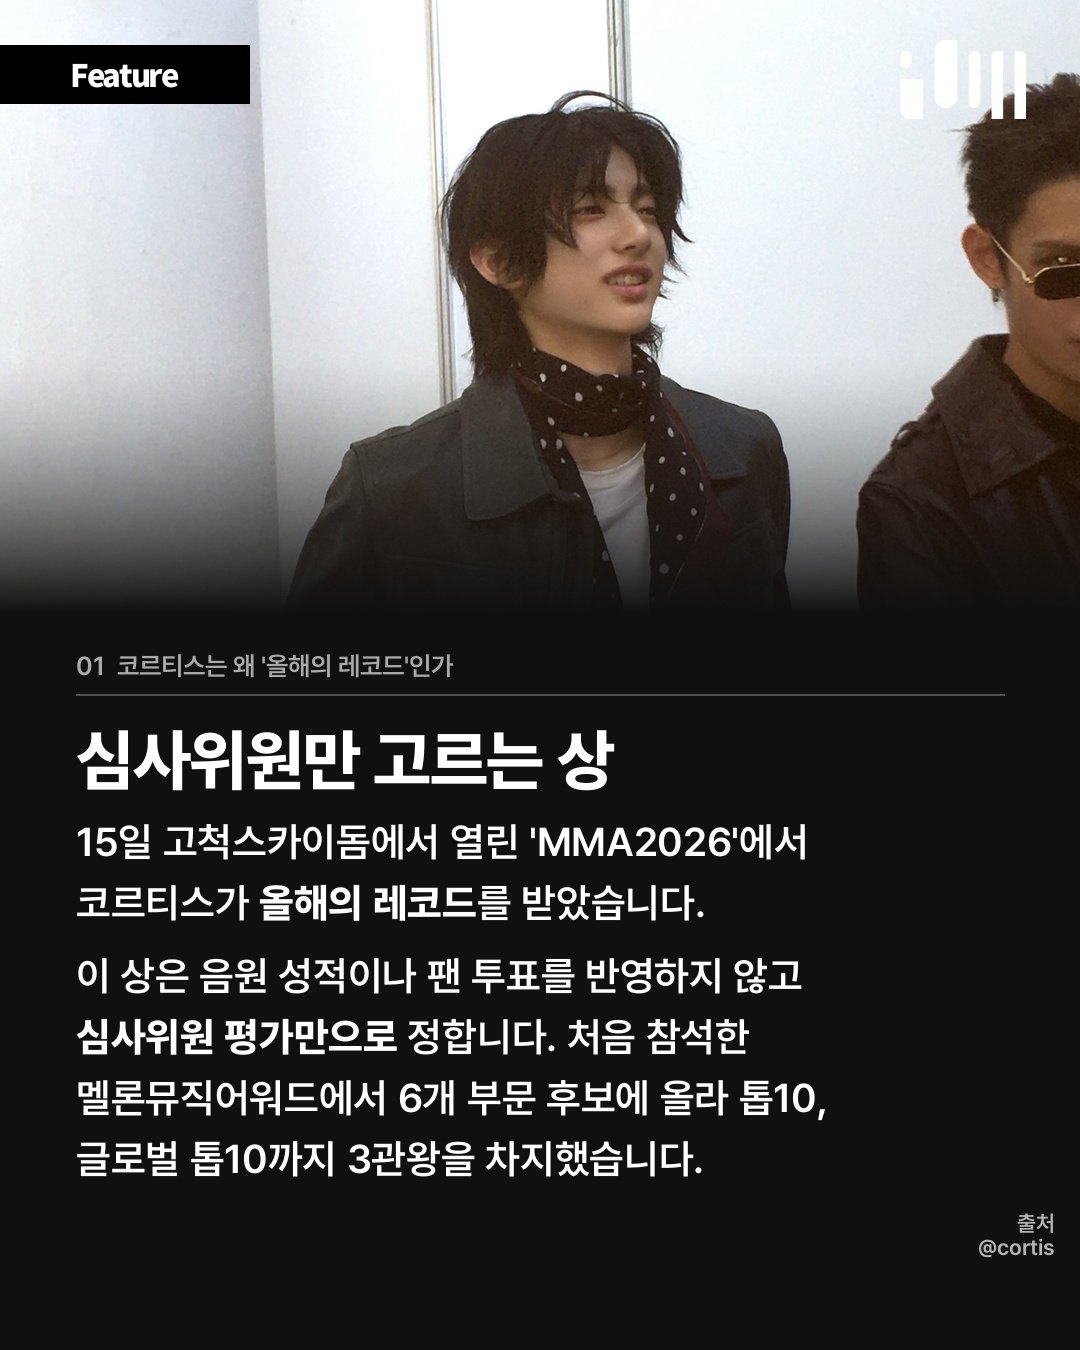 Feature
01 코르티스는 왜 '올해의 레코드'인가
심사위원만 고르는 상
15일 고척스카이돔에서 열린 'MMA2026'에서
코르티스가 올해의 레코드를 받았습니다.
이 상은 음원 성적이나 팬 투표를 반영하지 않고
심사위원 평가만으로 정합니다. 처음 참석한
멜론뮤직어워드에서 6개 부문 후보에 올라 톱10,
글로벌 톱10까지 3관왕을 차지했습니다.
출처
@cortis